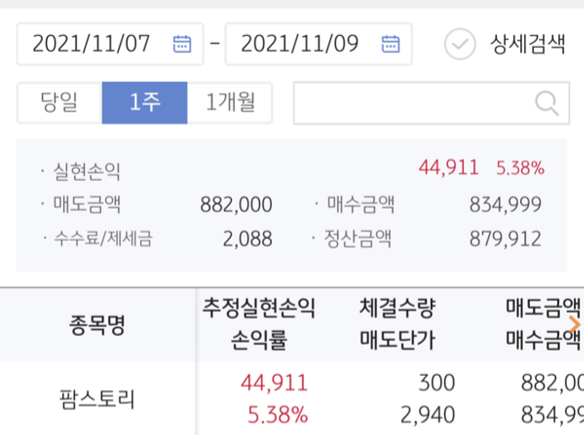 2021/11/07 - 2021/11/09 상세검색
당일 1주 1개월
· 실현손익 44,911 5.38%
· 매도금액 882,000 · 매수금액 834,999
· 수수료/제세금 2,088 · 정산금액 879,912
종목명 추정실현손익 체결수량 매도금액
손익률 매도단가 매수금액
팜스토리 44,911 300 882,00
5.38% 2,940 834,99